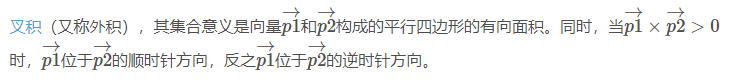 叉积（又称外积），其集合意义是向量$\overrightarrow{p1}$和$\overrightarrow{p2}$构成的平行四边形的有向面积。同时，当$\overrightarrow{p1} \times \overrightarrow{p2} > 0$
时，$\overrightarrow{p1}$位于$\overrightarrow{p2}$的顺时针方向，反之$\overrightarrow{p1}$位于$\overrightarrow{p2}$的逆时针方向。